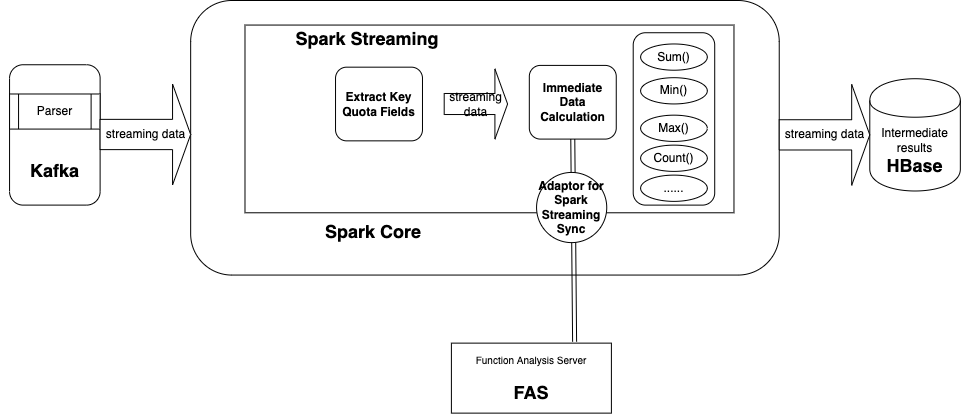 Spark Streaming
Parser
Kafka
streaming data
Extract Key
Quota Fields
streaming
data
Immediate
Data
Calculation
Sum()
Min()
Max()
Count()
......
Adaptor for
Spark
Streaming
Sync
Spark Core
streaming data
Intermediate
results
HBase
Function Analysis Server
FAS